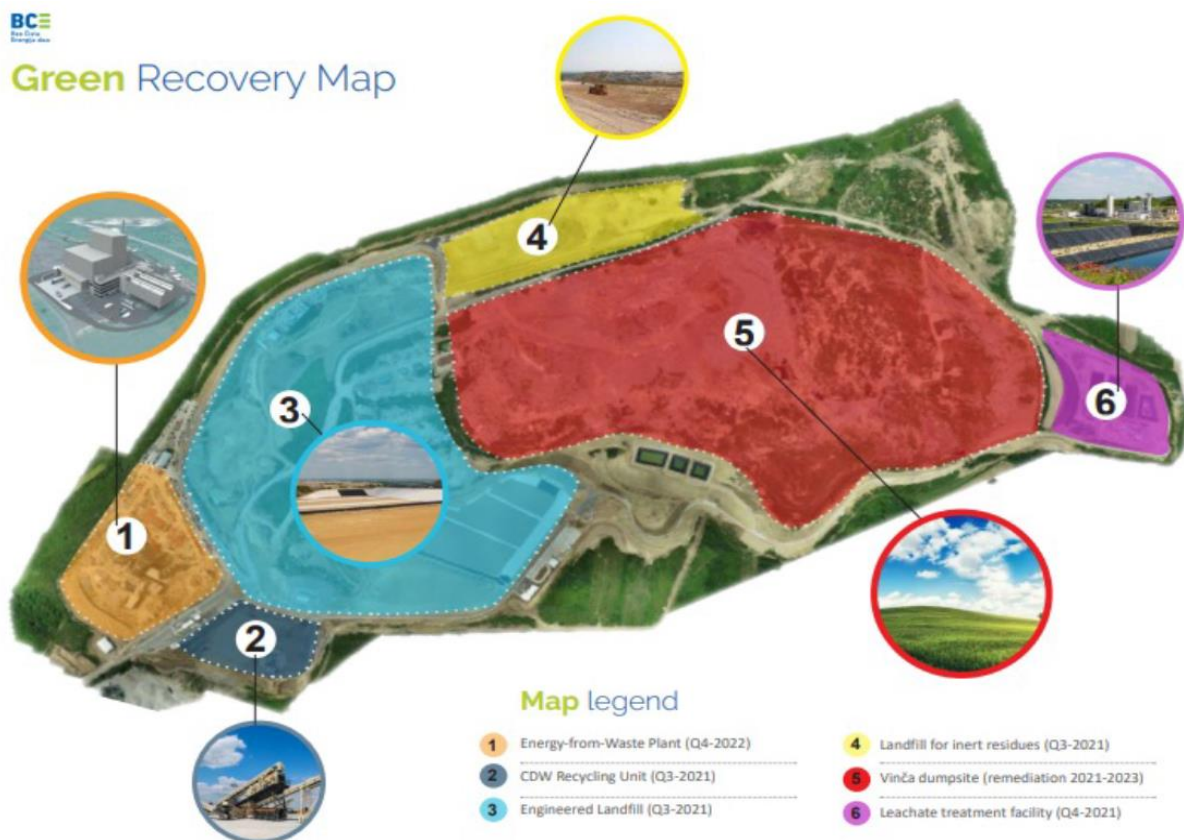 BCE
Beo Čista
Energija doo
Green Recovery Map
4
5
3
6
1
2
Map legend
1 Energy-from-Waste Plant (Q4-2022)
2 CDW Recycling Unit (Q3-2021)
3 Engineered Landfill (Q3-2021)
4 Landfill for inert residues (Q3-2021)
5 Vinča dumpsite (remediation 2021-2023)
6 Leachate treatment facility (Q4-2021)